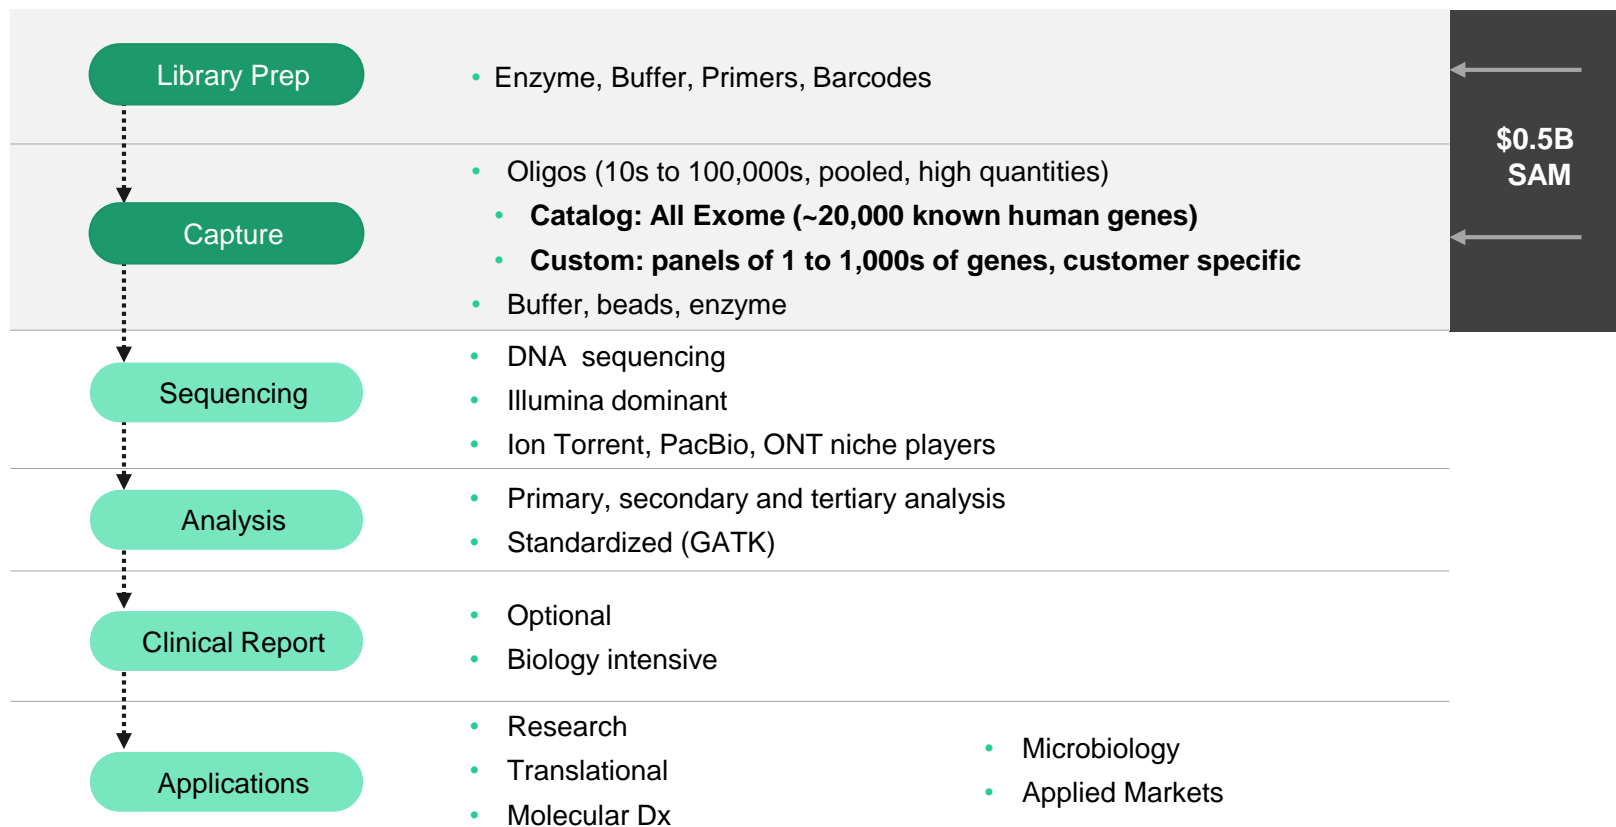 Library Prep
• Enzyme, Buffer, Primers, Barcodes
$0.5B
SAM
Capture
• Oligos (10s to 100,000s, pooled, high quantities)
• Catalog: All Exome (~20,000 known human genes)
• Custom: panels of 1 to 1,000s of genes, customer specific
• Buffer, beads, enzyme
Sequencing
• DNA sequencing
• Illumina dominant
• Ion Torrent, PacBio, ONT niche players
Analysis
• Primary, secondary and tertiary analysis
• Standardized (GATK)
Clinical Report
• Optional
• Biology intensive
Applications
• Research
• Translational
• Molecular Dx
• Microbiology
• Applied Markets